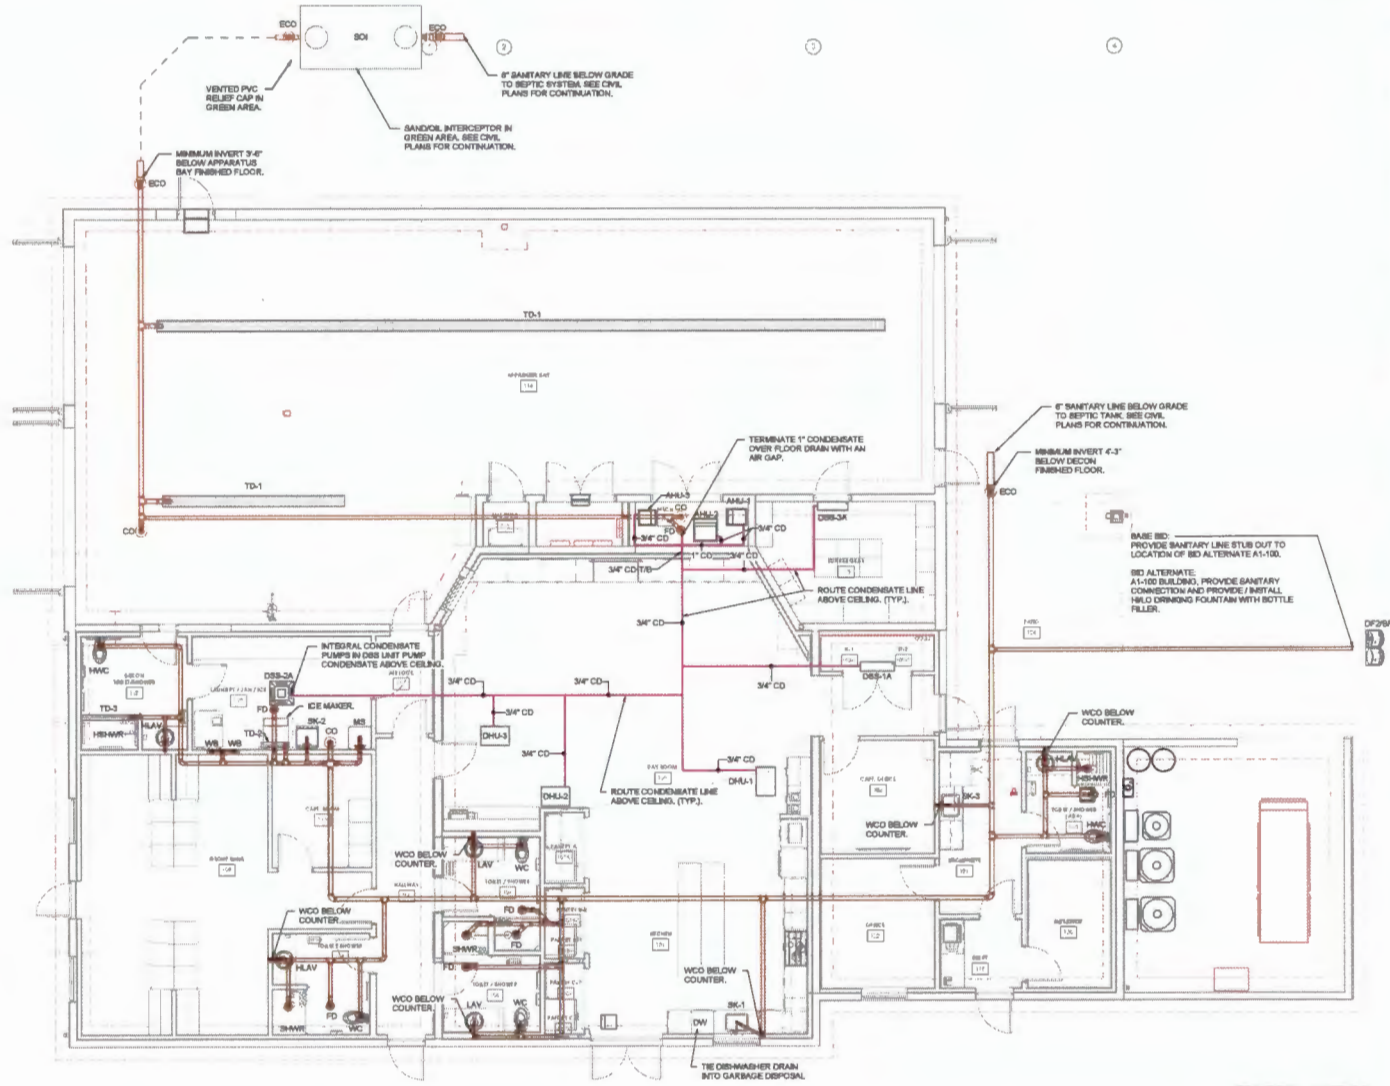 ECO
SOI
ECO
2
3
4
6" SANITARY LINE BELOW GRADE
TO SEPTIC SYSTEM. SEE CIVIL
PLANS FOR CONTINUATION.
VENTED PVC
RELIEF CAP IN
GREEN AREA.
SAND/OIL INTERCEPTOR IN
GREEN AREA. SEE CIVIL
PLANS FOR CONTINUATION.
MINIMUM INVERT 3'-6"
BELOW APPARATUS
BAY FINISHED FLOOR.
ECO
TD-1
6" SANITARY LINE BELOW GRADE
TO SEPTIC TANK. SEE CIVIL
PLANS FOR CONTINUATION.
TERMINATE 1" CONDENSATE
OVER FLOOR DRAIN WITH AN
AIR GAP.
MINIMUM INVERT 4'-3"
BELOW DECON
FINISHED FLOOR.
ECO
TD-1
CO
AHU-3
CO
AHU-1
AHU-2
FD
DSS-3A
3/4" CD
3/4" CD
3/4" CD-T/B
1" CD
3/4" CD
BASE BID:
PROVIDE SANITARY LINE STUB OUT TO
LOCATION OF BID ALTERNATE A1-100.
BID ALTERNATE:
A1-100 BUILDING, PROVIDE SANITARY
CONNECTION AND PROVIDE / INSTALL
HI/LO DRINKING FOUNTAIN WITH BOTTLE
FILLER.
ROUTE CONDENSATE LINE
ABOVE CEILING. (TYP.).
3/4" CD
INTEGRAL CONDENSATE
PUMPS IN DSS UNIT PUMP
CONDENSATE ABOVE CEILING.
HWC
DSS-2A
3/4" CD
3/4" CD
3/4" CD
DSS-1A
TD-3
HLAV
HSHWR
FD
ICE MAKER.
TD-2
SK-2
MS
WB
WB
CO
3/4" CD
DHU-3
3/4" CD
3/4" CD
DHU-1
DHU-2
ROUTE CONDENSATE LINE
ABOVE CEILING. (TYP.).
WCO BELOW
COUNTER.
HLAV
HSHWR
FD
SK-3
HWC
WCO BELOW
COUNTER.
WCO BELOW
COUNTER.
LAV
WC
WCO BELOW
COUNTER.
HLAV
FD
SHWR
FD
FD
KITCHEN
HALLWAY
SHWR
FD
WC
WCO BELOW
COUNTER.
LAV
WC
WCO BELOW
COUNTER.
SK-1
DW
TIE DISHWASHER DRAIN
INTO GARBAGE DISPOSAL